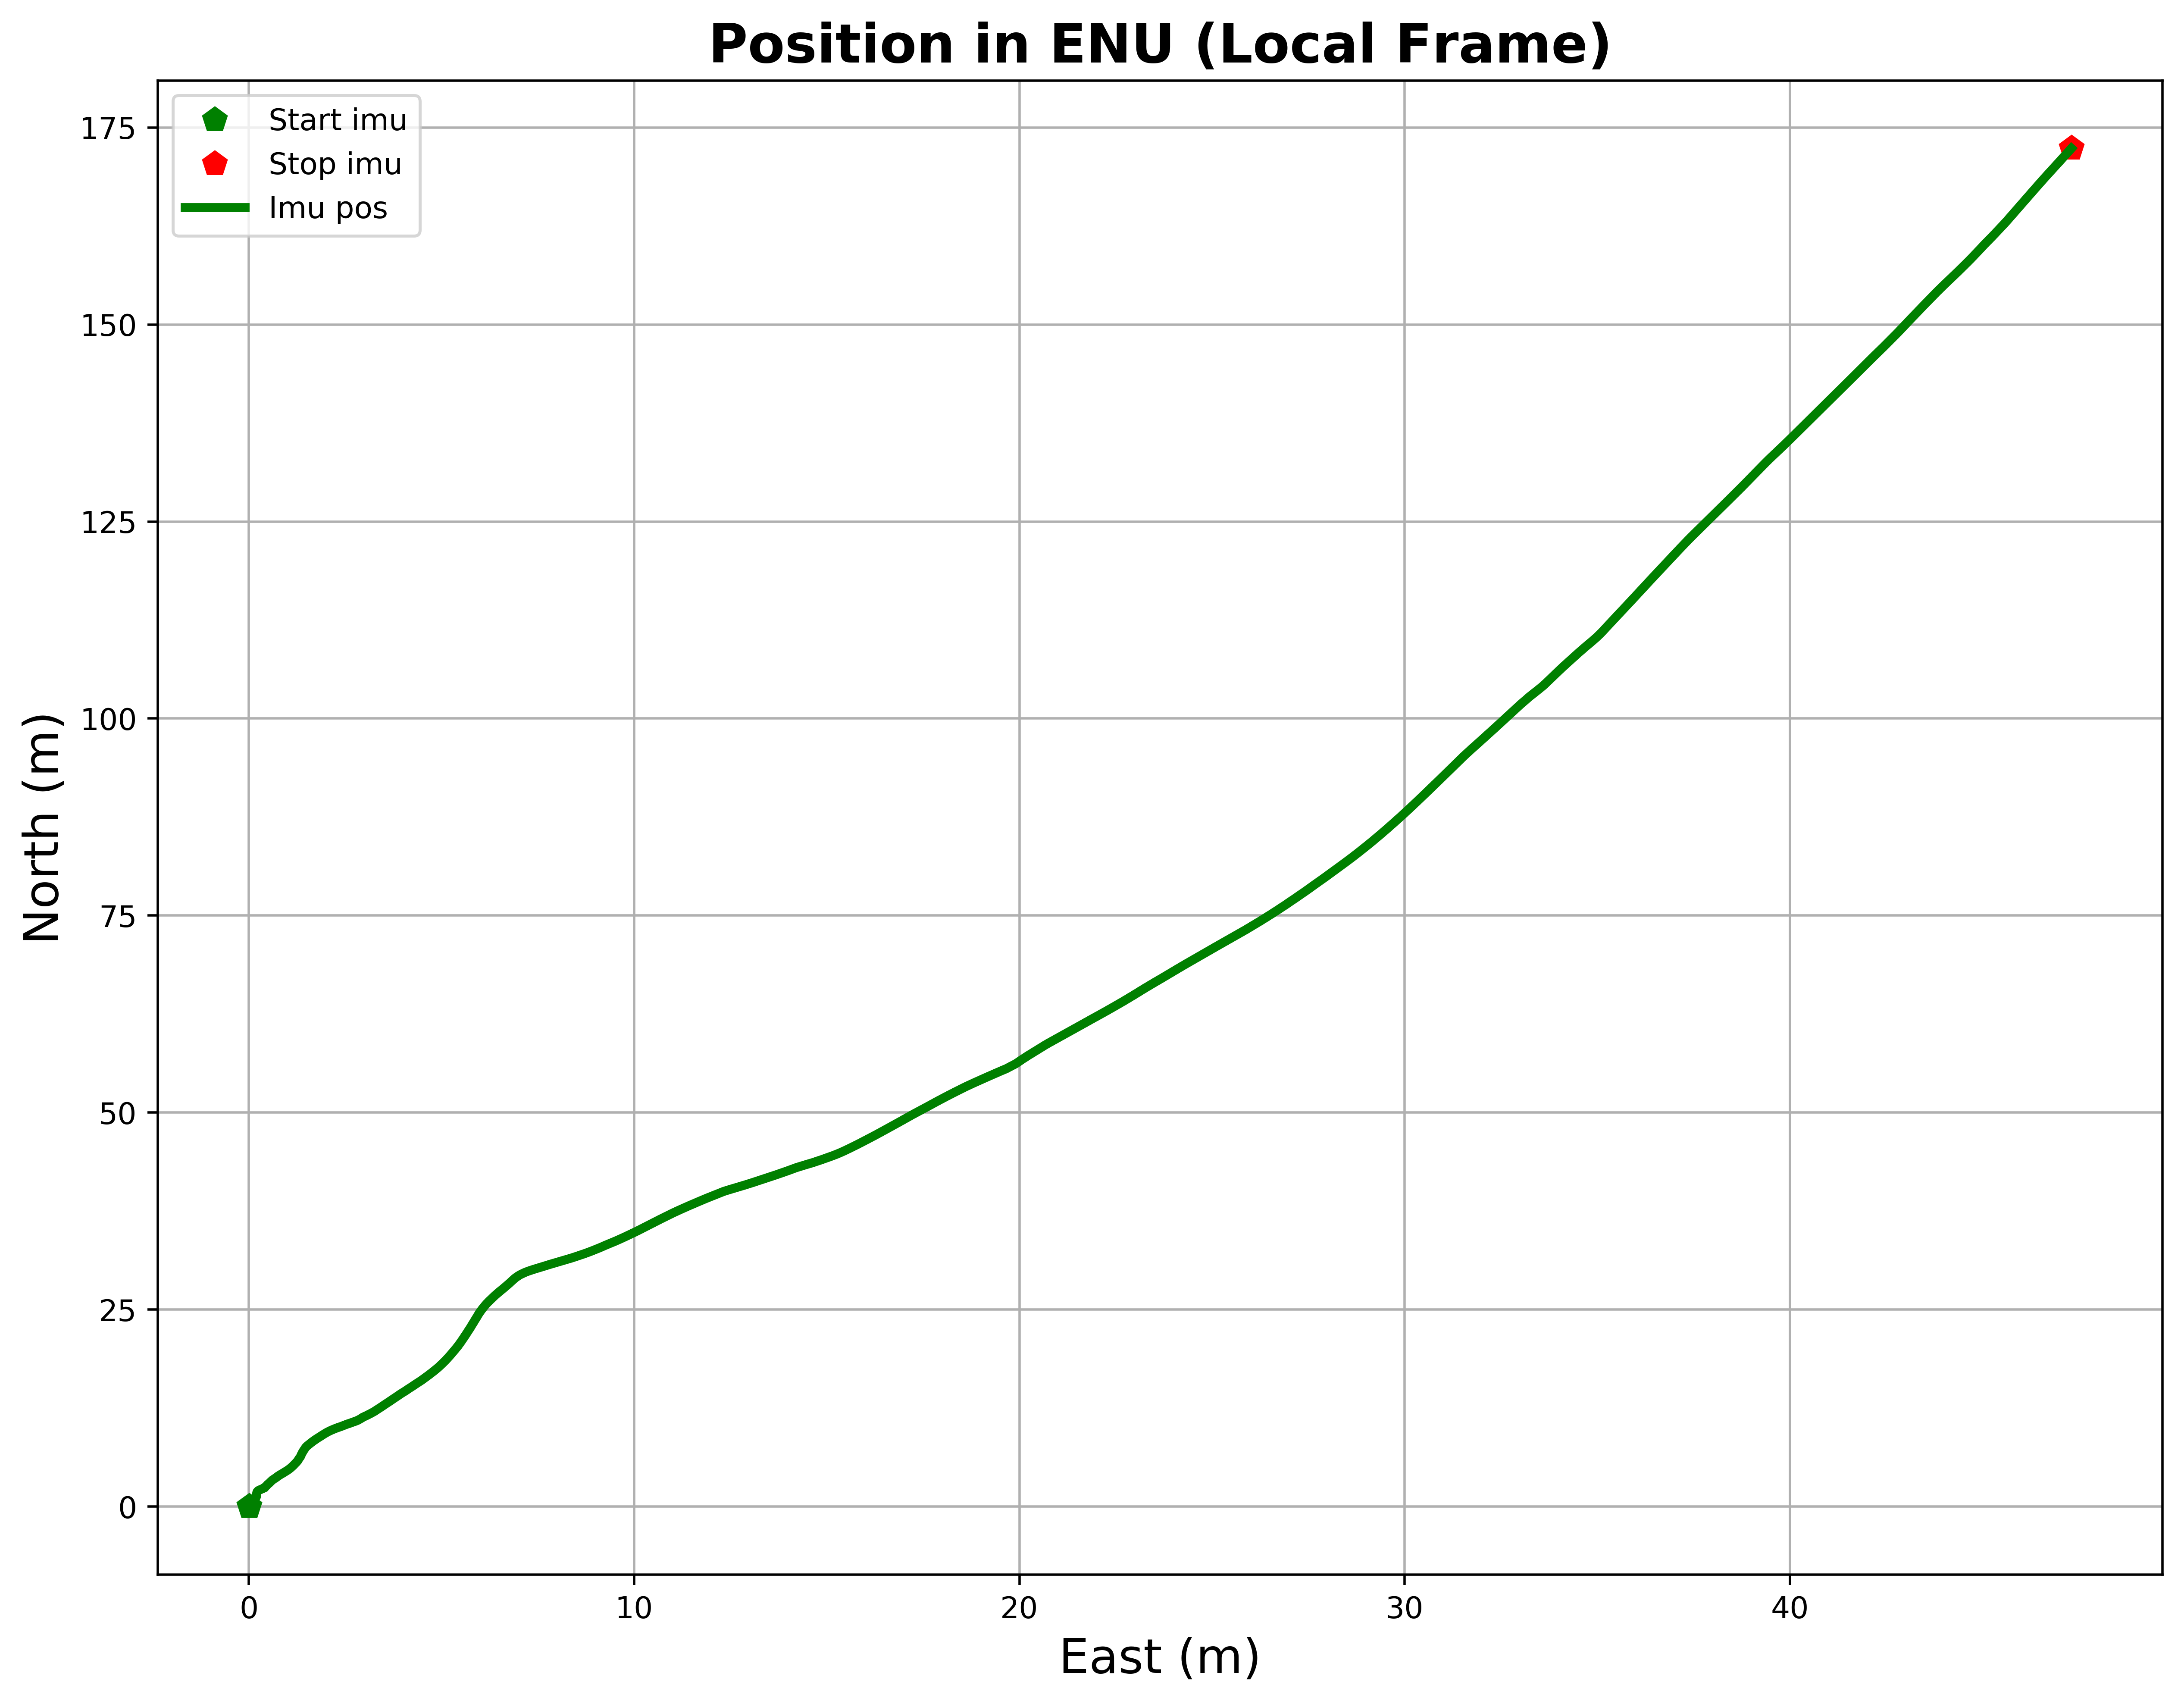 Position in ENU (Local Frame)
Start imu
Stop imu
Imu pos
175
150
125
100
75
50
25
0
North (m)
0 10 20 30 40
East (m)